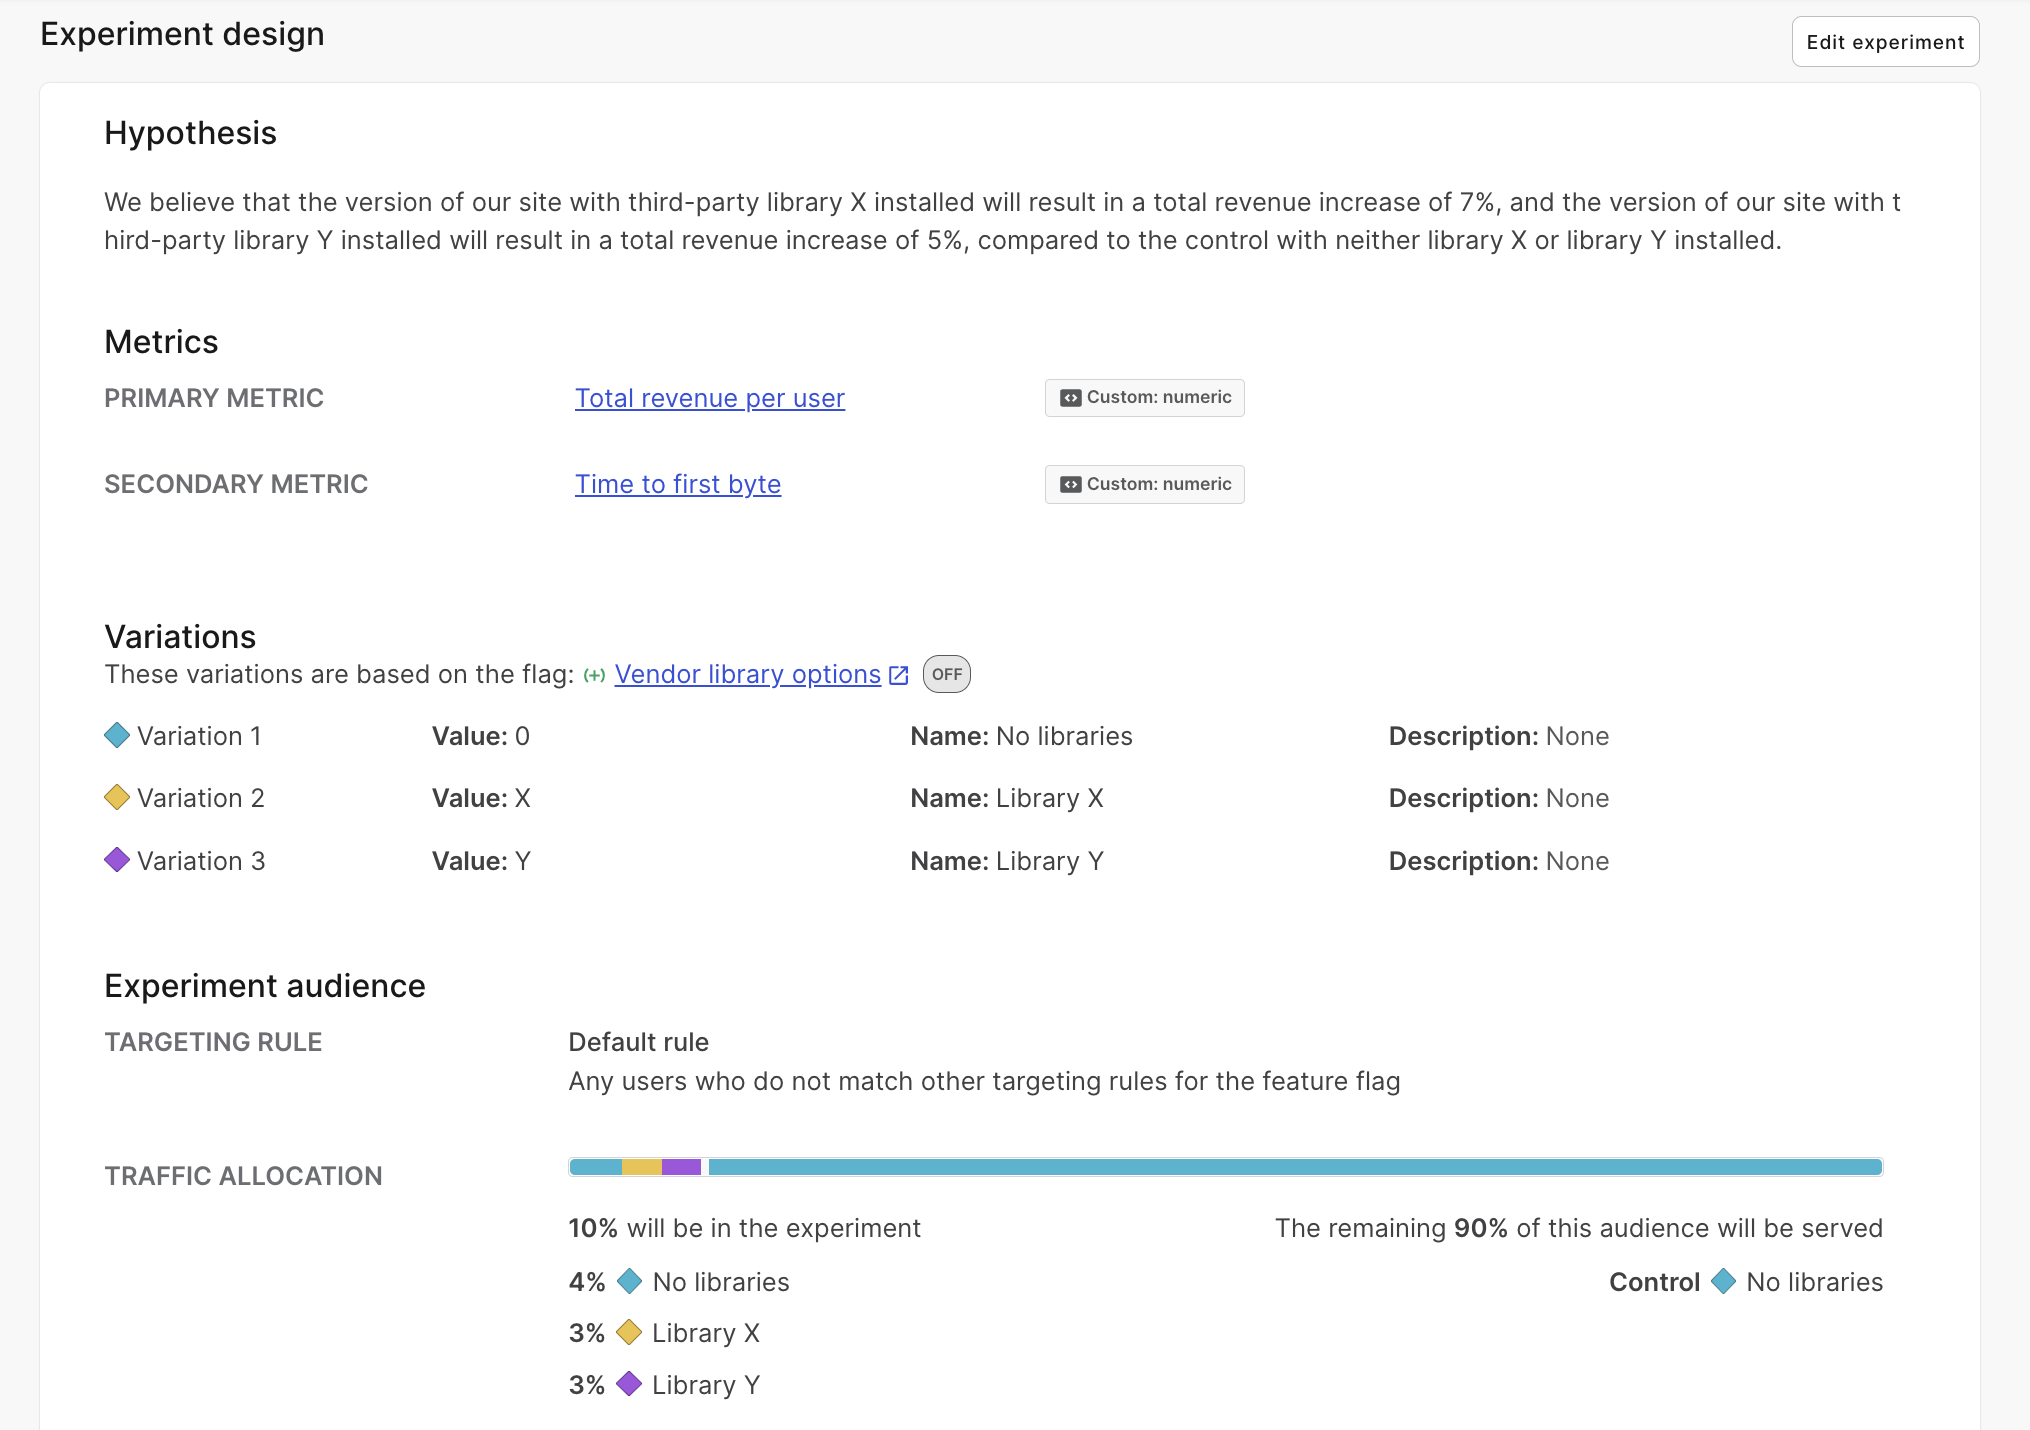 Experiment design
Edit experiment
Hypothesis
We believe that the version of our site with third-party library X installed will result in a total revenue increase of 7%, and the version of our site with t
hird-party library Y installed will result in a total revenue increase of 5%, compared to the control with neither library X or library Y installed.
Metrics
PRIMARY METRIC Total revenue per user Custom: numeric
SECONDARY METRIC Time to first byte Custom: numeric
Variations
These variations are based on the flag: (+) Vendor library options OFF
Variation 1 Value: 0 Name: No libraries Description: None
Variation 2 Value: X Name: Library X Description: None
Variation 3 Value: Y Name: Library Y Description: None
Experiment audience
TARGETING RULE Default rule
Any users who do not match other targeting rules for the feature flag
TRAFFIC ALLOCATION
10% will be in the experiment The remaining 90% of this audience will be served
4% No libraries Control No libraries
3% Library X
3% Library Y